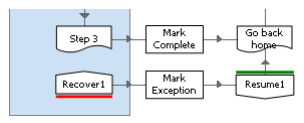 Step 3
Mark
Complete
Go back
home
Recover1
Mark
Exception
Resume1